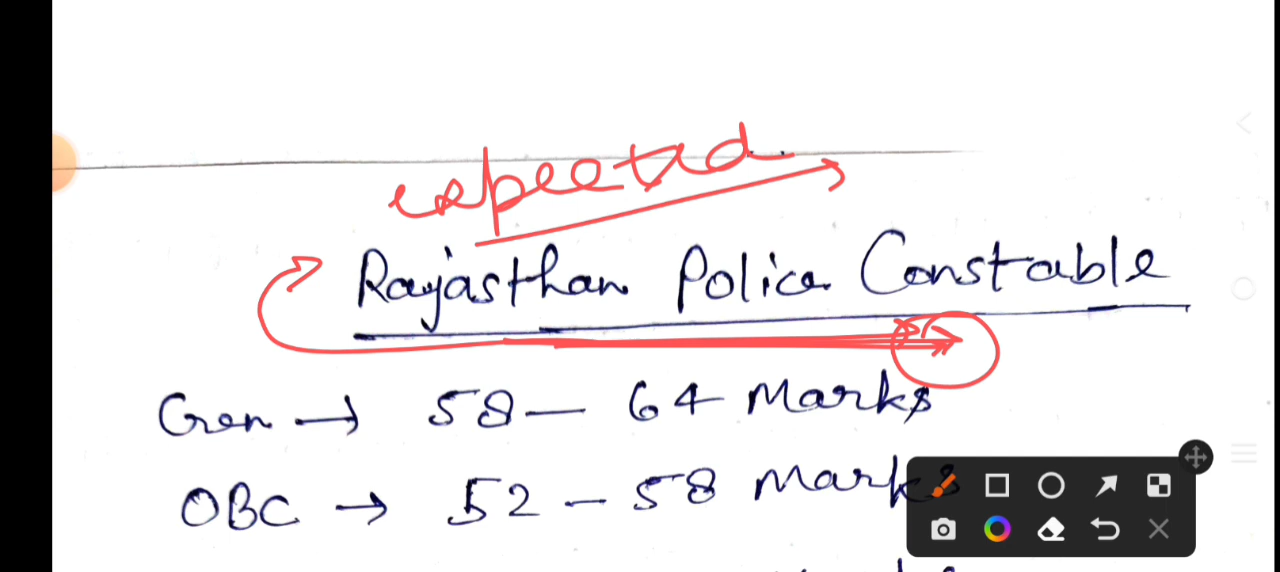 expected
Rajasthan Police Constable
Gen → 58 – 64 Marks
OBC → 52 – 58 Marks